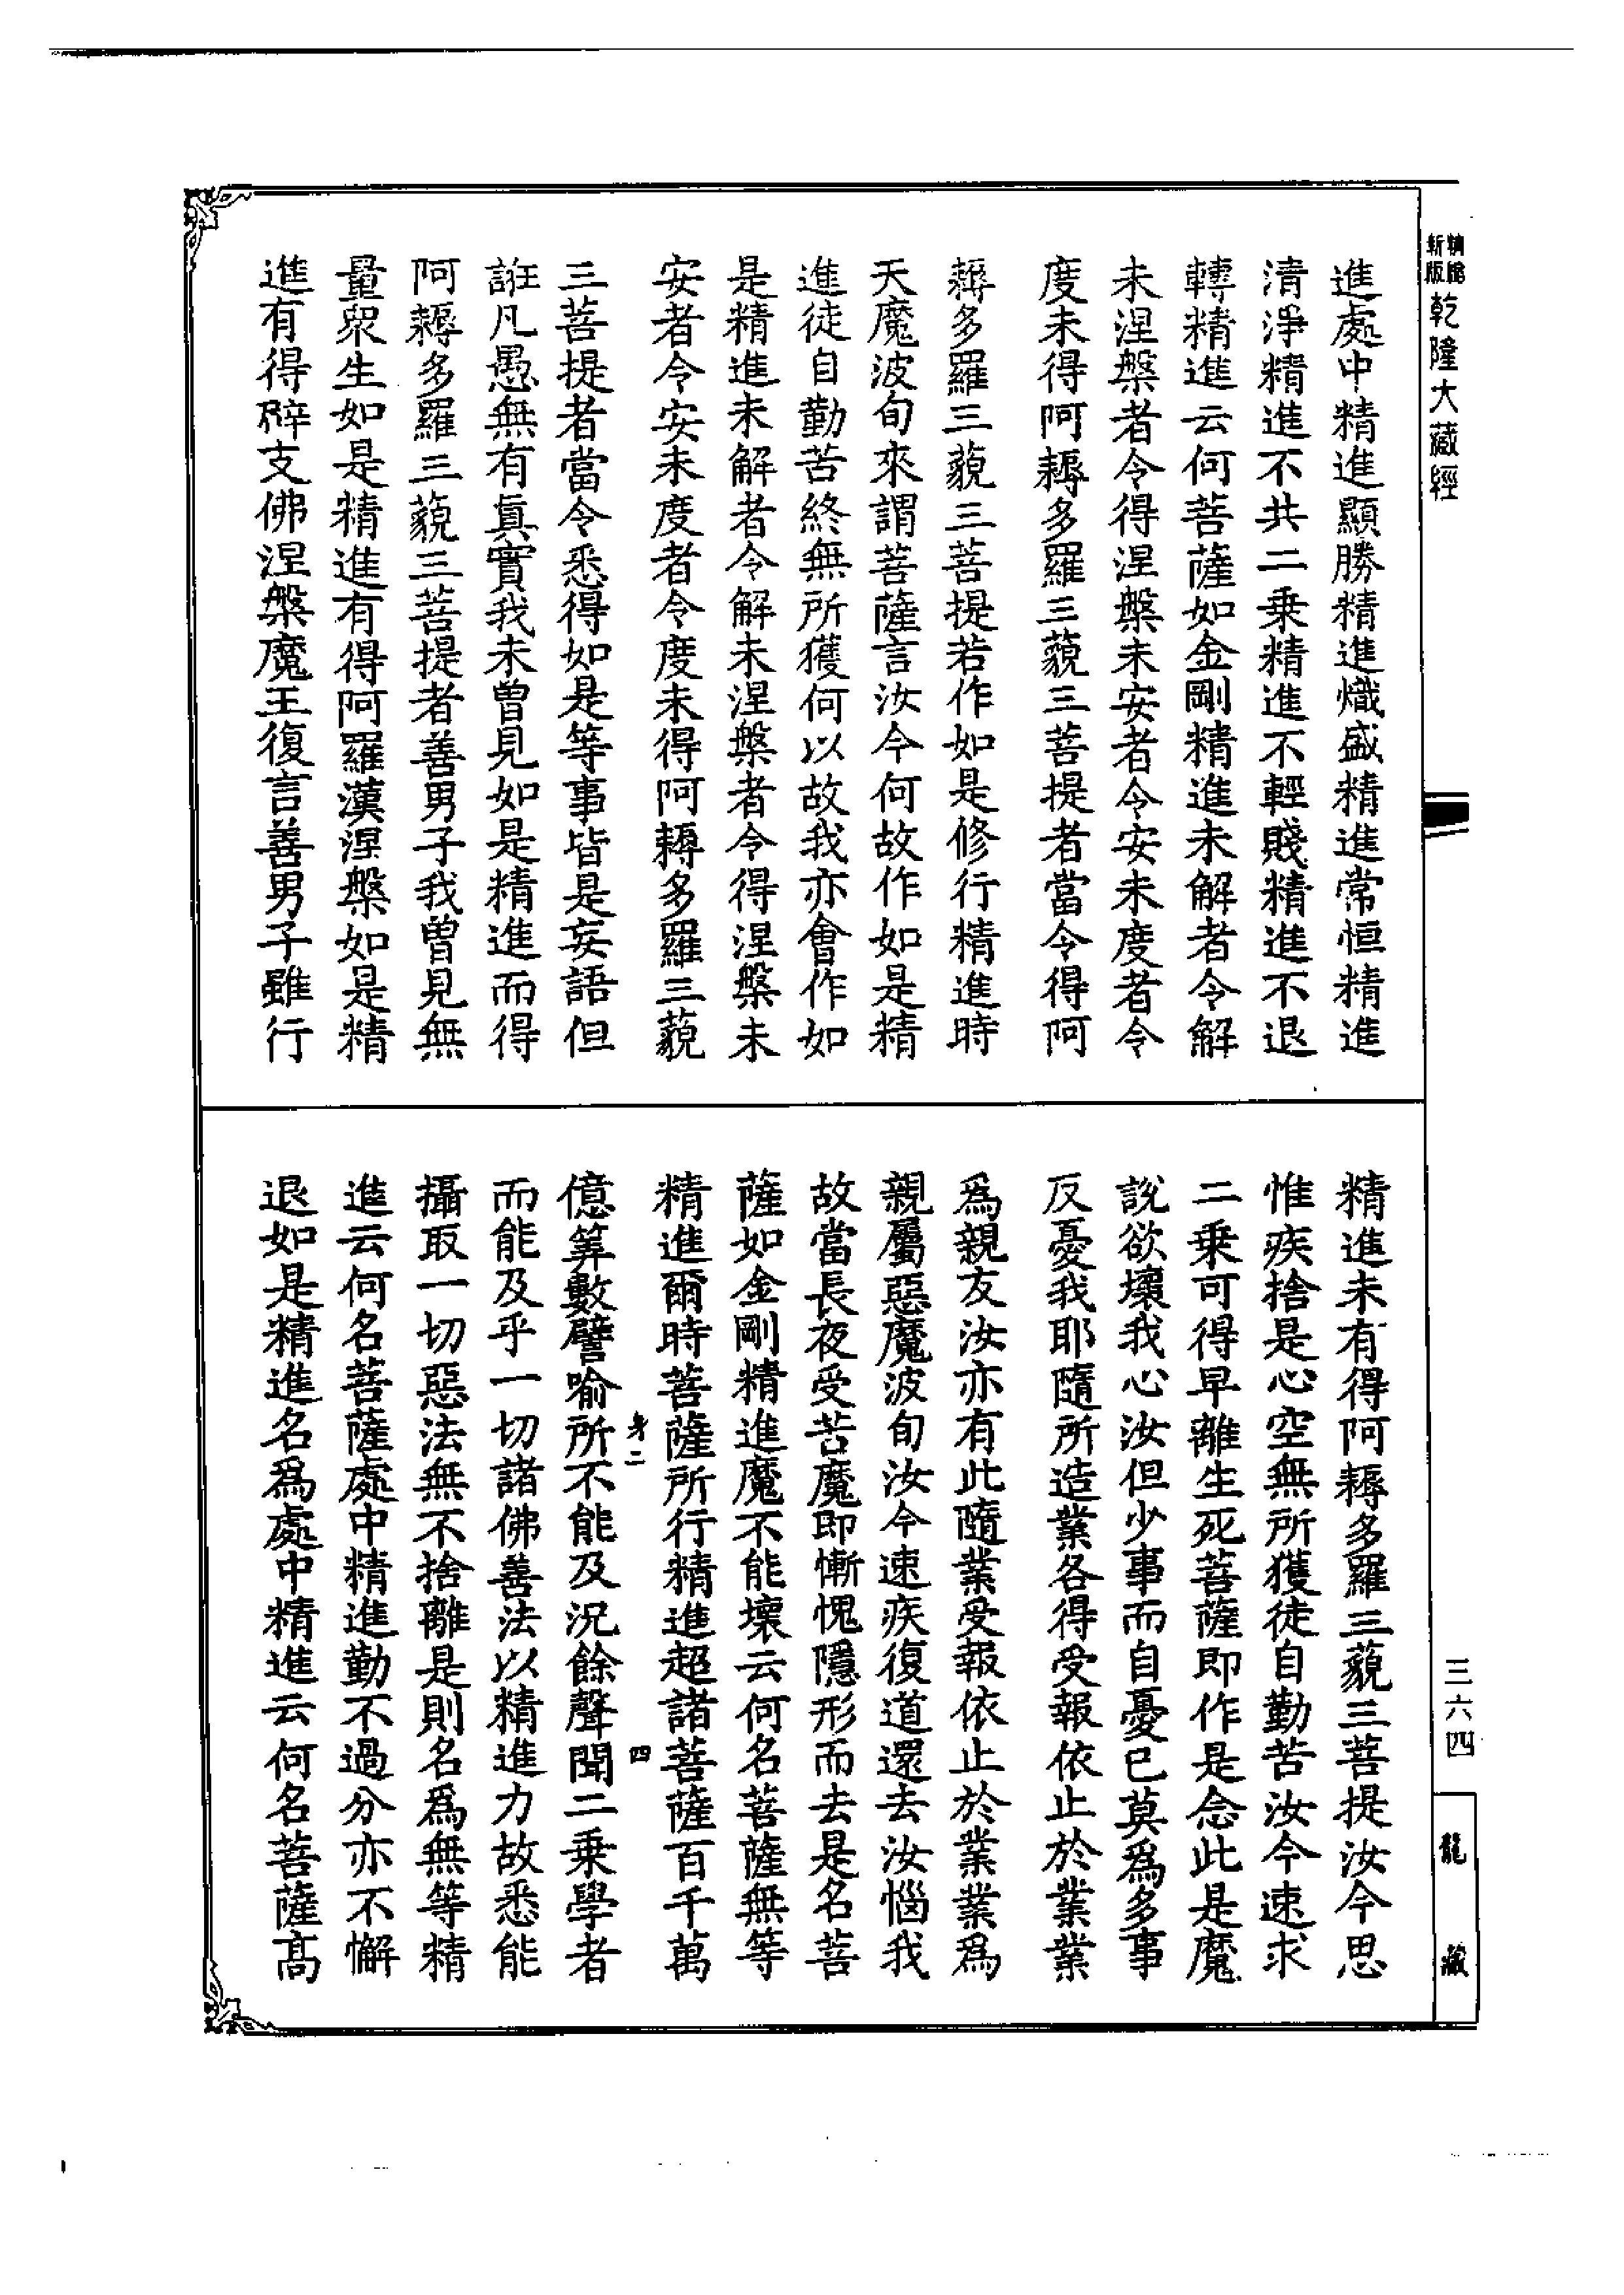 新版
精縮
乾隆大藏經
進處中精進顯勝精進熾盛精進常恒精進
清淨精進不共二乗精進不輕賤精進不退
轉精進云何菩薩如金剛精進未解者令解
未涅槃者令得涅槃未安者令安未度者令
度未得阿耨多羅三藐三菩提者當令得阿
耨多羅三藐三菩提若作如是修行精進時
天魔波旬來謂菩薩言汝今何故作如是精
進徒自勤苦終無所獲何以故我亦會作如
是精進未解者令解未涅槃者令得涅槃未
安者令安未度者令度未得阿耨多羅三藐
三菩提者當令悉得如是等事皆是妄語但
誑凡愚無有真實我未曾見如是精進而得
阿耨多羅三藐三菩提者善男子我曽見無
量衆生如是精進有得阿羅漢涅槃如是精
進有得辟支佛涅槃魔王復言善男子雖行
精進未有得阿耨多羅三藐三菩提汝今思
惟疾捨是心空無所獲徒自勤苦汝今速求
二乗可得早離生死菩薩即作是念此是魔
說欲壞我心汝但少事而自憂已莫爲多事
反憂我耶隨所造業各得受報依止於業業
爲親友汝亦有此隨業受報依止於業業爲
親屬惡魔波旬汝今速疾復道還去汝惱我
故當長夜受苦魔即慚愧隱形而去是名菩
薩如金剛精進魔不能壞云何名菩薩無等
精進爾時菩薩所行精進超諸菩薩百千萬
身二
四
億筭數譬喻所不能及況餘聲聞二乗學者
而能及乎一切諸佛善法以精進力故悉能
攝取一切惡法無不捨離是則名爲無等精
進云何名菩薩處中精進勤不過分亦不懈
退如是精進名爲處中精進云何名菩薩高
三六四
龍藏